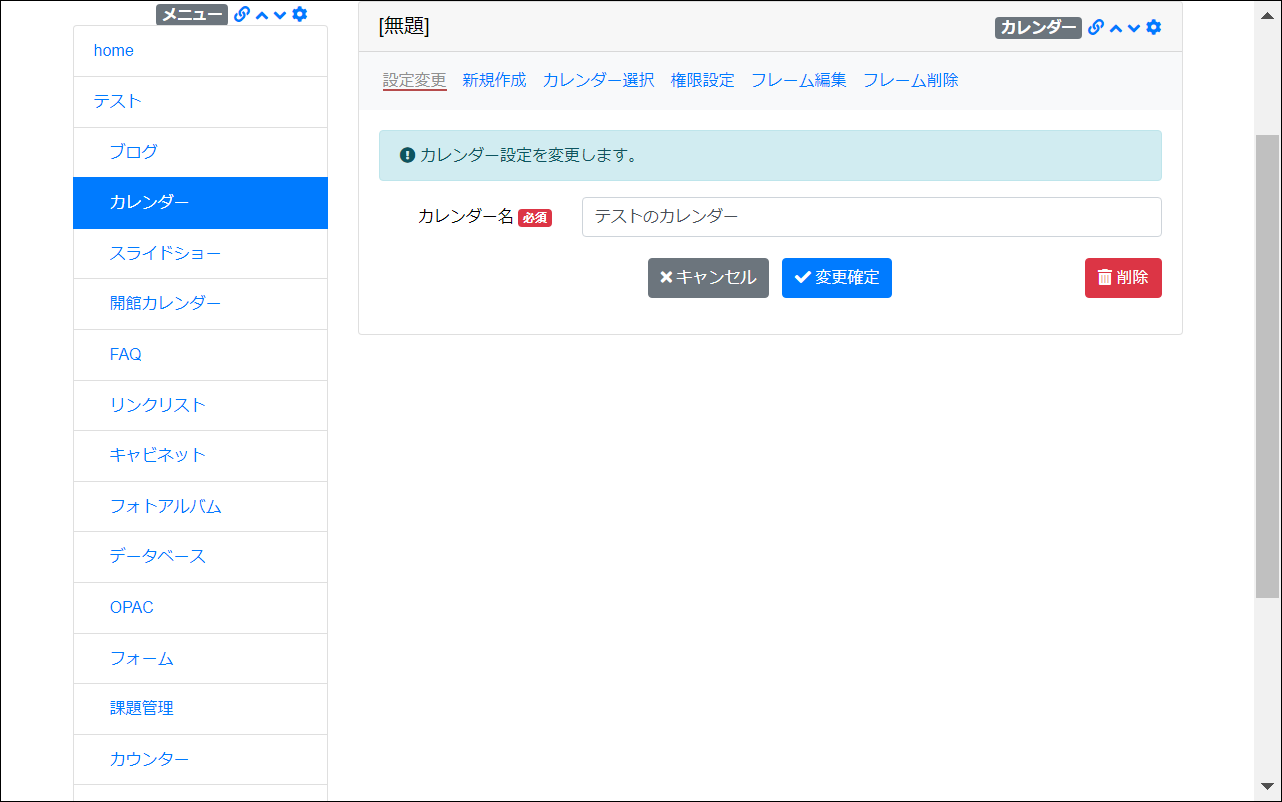 メニュー
home
テスト
ブログ
カレンダー
スライドショー
開館カレンダー
FAQ
リンクリスト
キャビネット
フォトアルバム
データベース
OPAC
フォーム
課題管理
カウンター
[無題]
カレンダー
設定変更 新規作成 カレンダー選択 権限設定 フレーム編集 フレーム削除
カレンダー設定を変更します。
カレンダー名 必須 テストのカレンダー
キャンセル 変更確定 削除